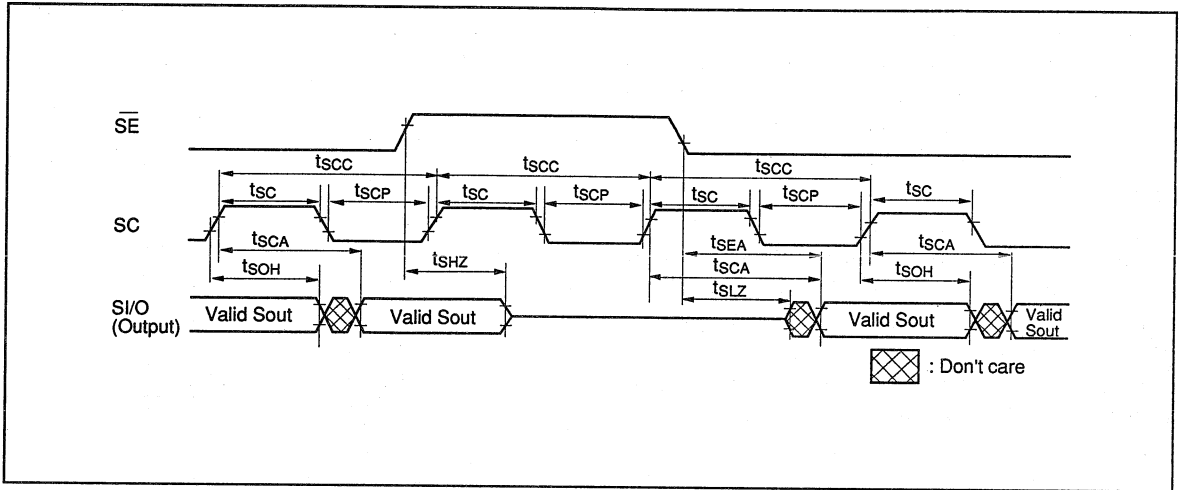 SE
tSCC tSCC tSCC
tSC tSCP tSC tSCP tSC tSCP tSC
SC
tSCA tSEA tSCA
tSOH tSHZ tSCA tSOH
tSLZ
SI/O
(Output)
Valid Sout Valid Sout Valid Sout Valid
Sout
: Don't care